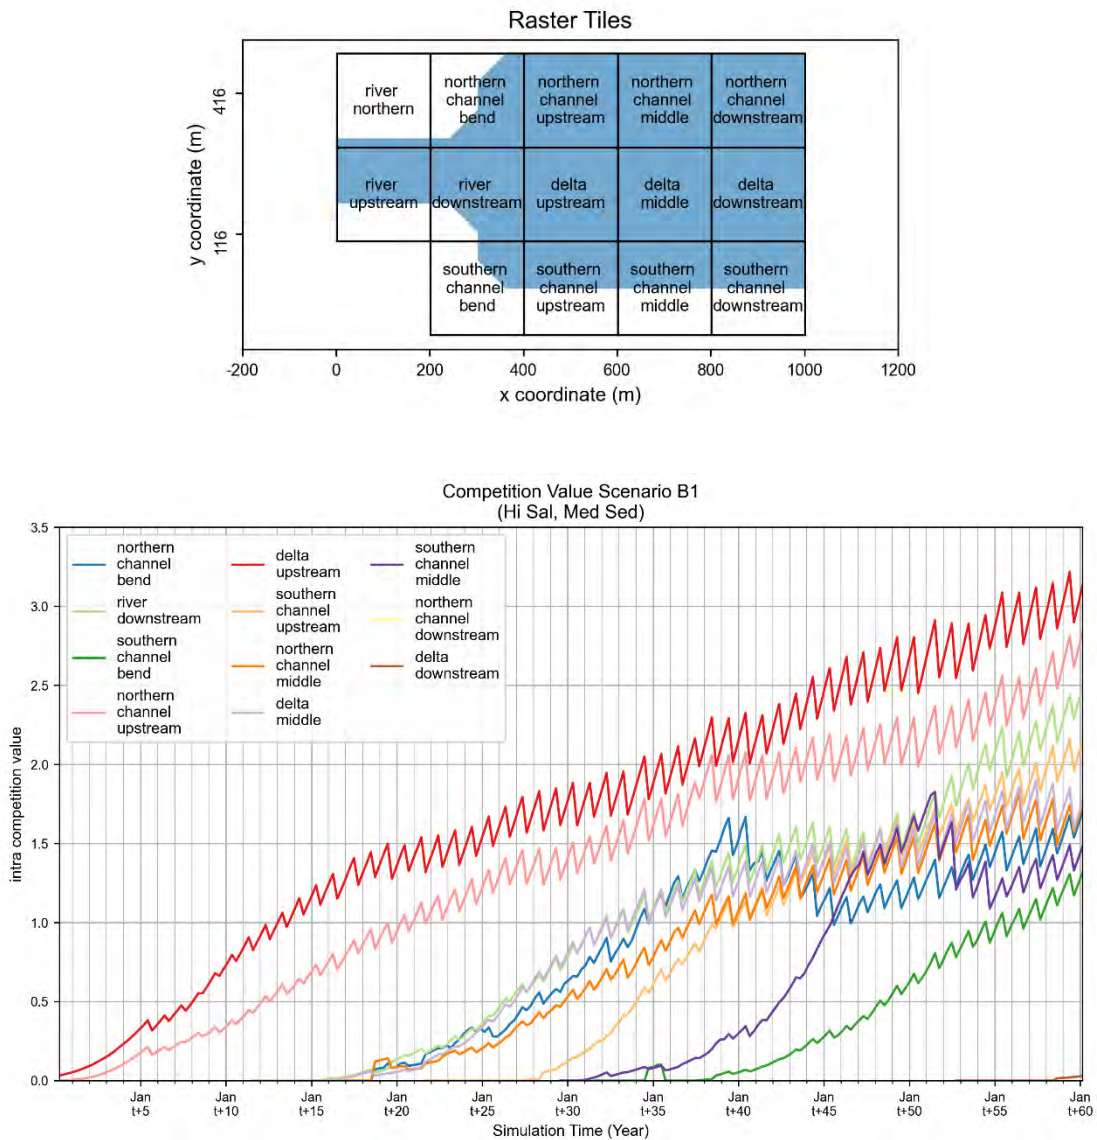 Raster Tiles
river
northern
northern
channel
bend
northern
channel
upstream
northern
channel
middle
northern
channel
downstream
river
upstream
river
downstream
delta
upstream
delta
middle
delta
downstream
southern
channel
bend
southern
channel
upstream
southern
channel
middle
southern
channel
downstream
y coordinate (m)
416
116
-200
0
200
400
600
800
1000
1200
x coordinate (m)
Competition Value Scenario B1
(Hi Sal, Med Sed)
intra competition value
3.5
3.0
2.5
2.0
1.5
1.0
0.5
0.0
northern
channel
bend
river
downstream
southern
channel
bend
northern
channel
upstream
delta
upstream
southern
channel
upstream
northern
channel
middle
delta
middle
southern
channel
middle
northern
channel
downstream
delta
downstream
Jan
t+5
Jan
t+10
Jan
t+15
Jan
t+20
Jan
t+25
Jan
t+30
Jan
t+35
Jan
t+40
Jan
t+45
Jan
t+50
Jan
t+55
Jan
t+60
Simulation Time (Year)